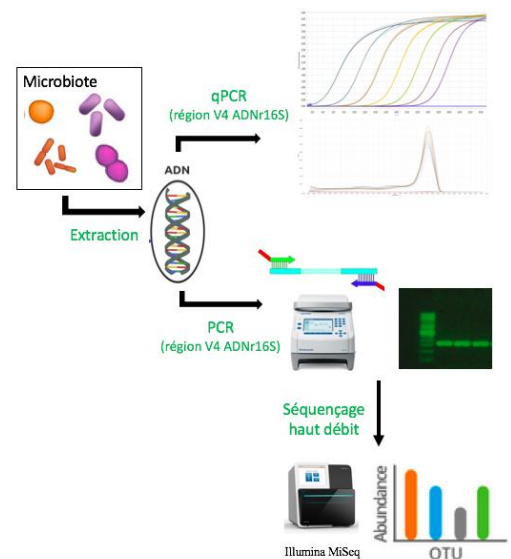 Microbiote
qPCR
(région V4 ADNr16S)
ADN
Extraction
PCR
(région V4 ADNr16S)
Séquençage
haut débit
Illumina MiSeq
Abundance
OTU